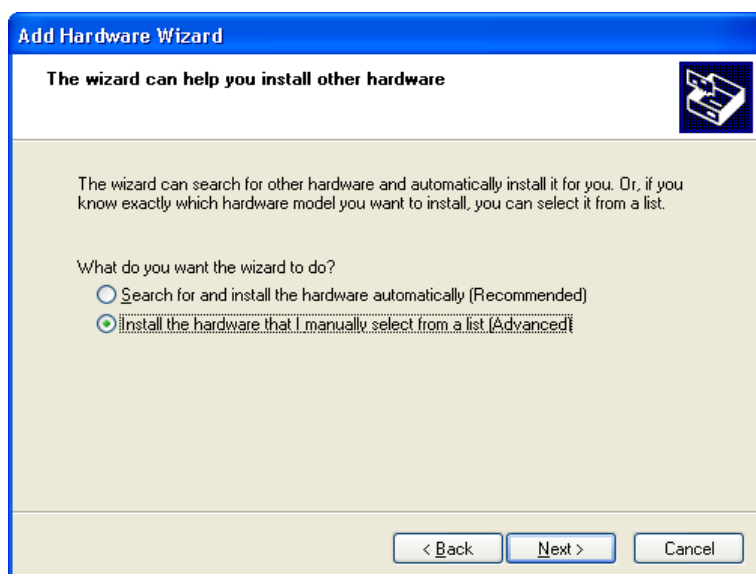 Add Hardware Wizard
The wizard can help you install other hardware
The wizard can search for other hardware and automatically install it for you. Or, if you
know exactly which hardware model you want to install, you can select it from a list.
What do you want the wizard to do?
Search for and install the hardware automatically (Recommended)
Install the hardware that I manually select from a list (Advanced)
< Back Next > Cancel